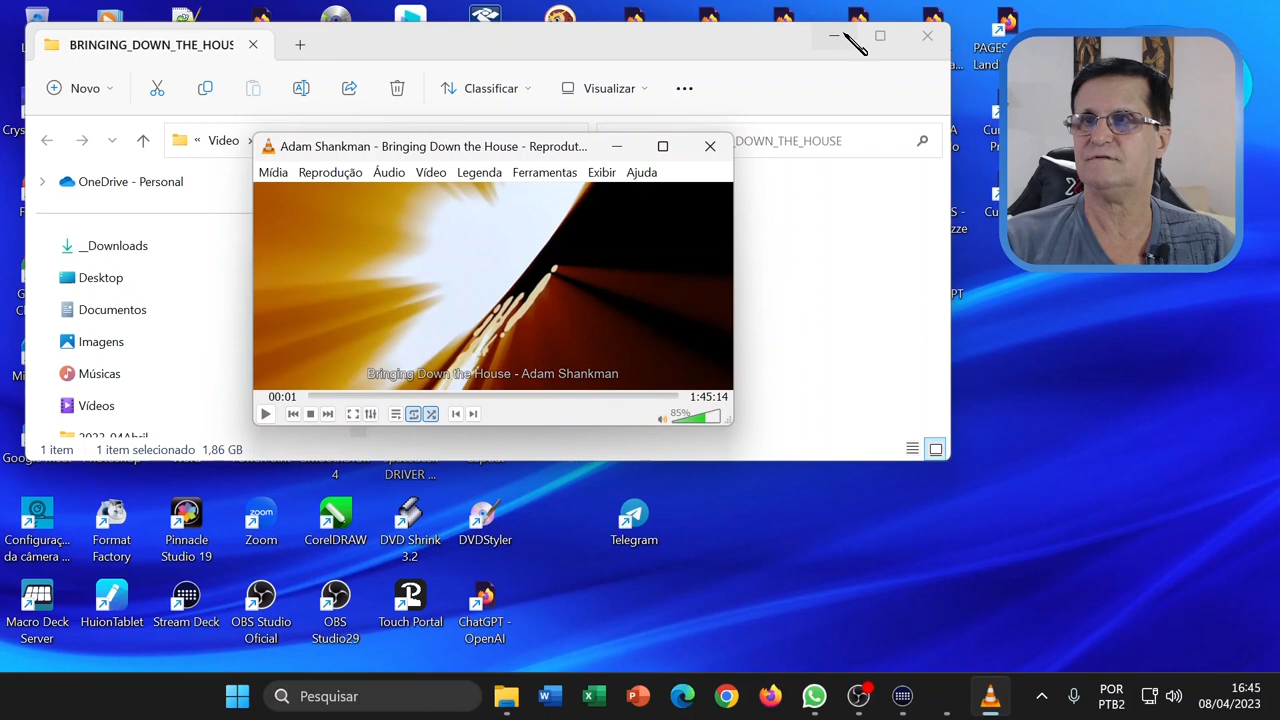 BRINGING_DOWN_THE_HOUS
Novo
Classificar
Visualizar
« Video
_DOWN_THE_HOUSE
PAGES
OneDrive - Personal
Adam Shankman - Bringing Down the House - Reprodut...
Mídia Reprodução Áudio Vídeo Legenda Ferramentas Exibir Ajuda
__Downloads
Desktop
Documentos
Imagens
Músicas
Vídeos
Bringing Down the House - Adam Shankman
00:01
1:45:14
85%
1 item 1 item selecionado 1,86 GB
4
DRIVER ...
Configuraç...
da câmera ...
Format
Factory
Pinnacle
Studio 19
Zoom
CorelDRAW
DVD Shrink
3.2
DVDStyler
Telegram
Macro Deck
Server
HuionTablet
Stream Deck
OBS Studio
Oficial
OBS
Studio29
Touch Portal
ChatGPT -
OpenAI
Pesquisar
POR
PTB2
16:45
08/04/2023